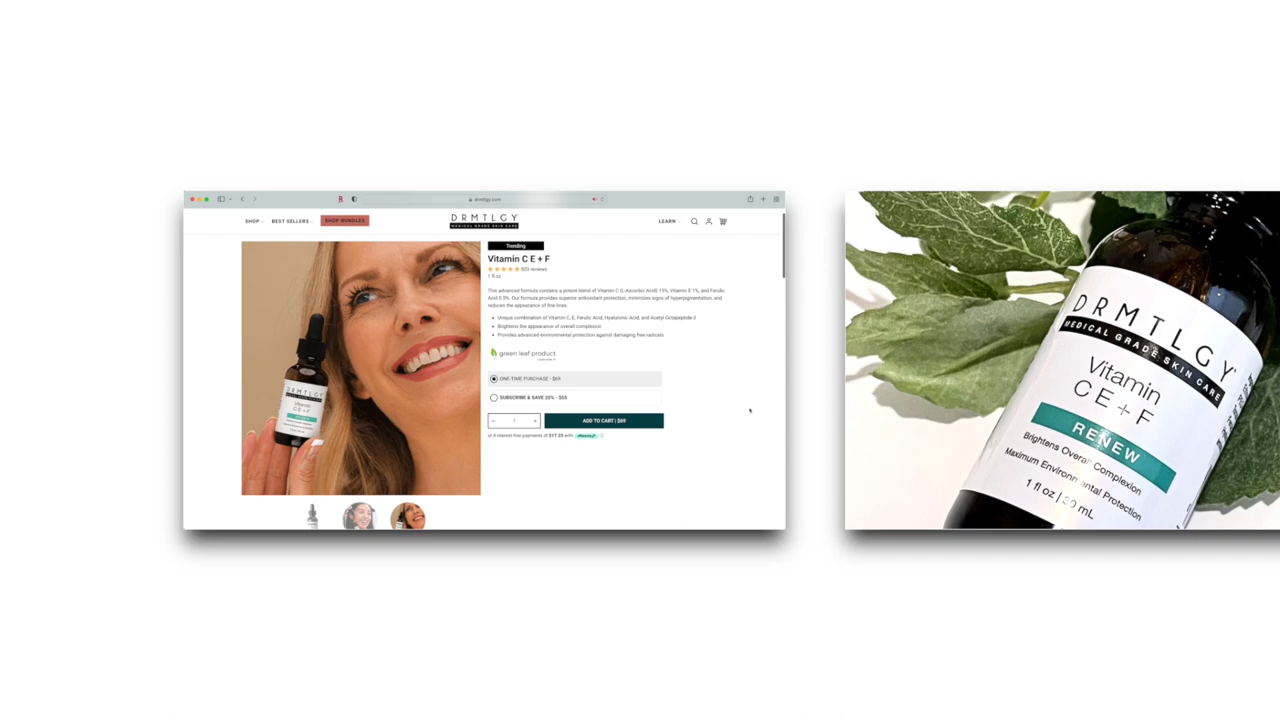 drmtlgy.com
SHOP
BEST SELLERS
SHOP BUNDLES
DRMTLGY
MEDICAL GRADE SKIN CARE
LEARN
Trending
Vitamin C E + F
503 reviews
1 fl oz
This advanced formula contains a potent blend of Vitamin C (L-Ascorbic Acid) 15%, Vitamin E 1%, and Ferulic
Acid 0.5%. Our formula provides superior antioxidant protection, minimizes signs of hyperpigmentation, and
reduces the appearance of fine lines.
Unique combination of Vitamin C, E, Ferulic Acid, Hyaluronic Acid, and Acetyl Octapeptide-3
Brightens the appearance of overall complexion
Provides advanced environmental protection against damaging free radicals
green leaf product
ONE-TIME PURCHASE - $69
SUBSCRIBE & SAVE 20% - $55
- 1 +
ADD TO CART | $69
or 4 interest-free payments of $17.25 with
DRMTLGY
Vitamin
C E + F
DRMTLGY
MEDICAL GRADE SKIN CARE
Vitamin
C E + F
RENEW
Brightens Overall Complexion
Maximum Environmental Protection
1 fl oz | 30 mL